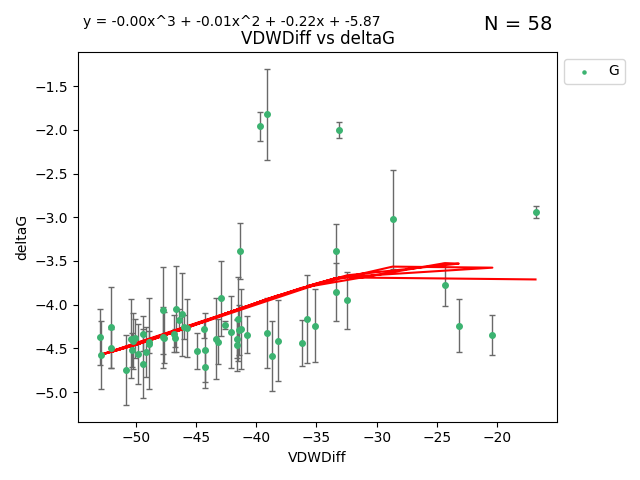 y = -0.00x^3 + -0.01x^2 + -0.22x + -5.87
N = 58
VDWDiff vs deltaG
G
deltaG
−1.5
−2.0
−2.5
−3.0
−3.5
−4.0
−4.5
−5.0
−50 −45 −40 −35 −30 −25 −20
VDWDiff